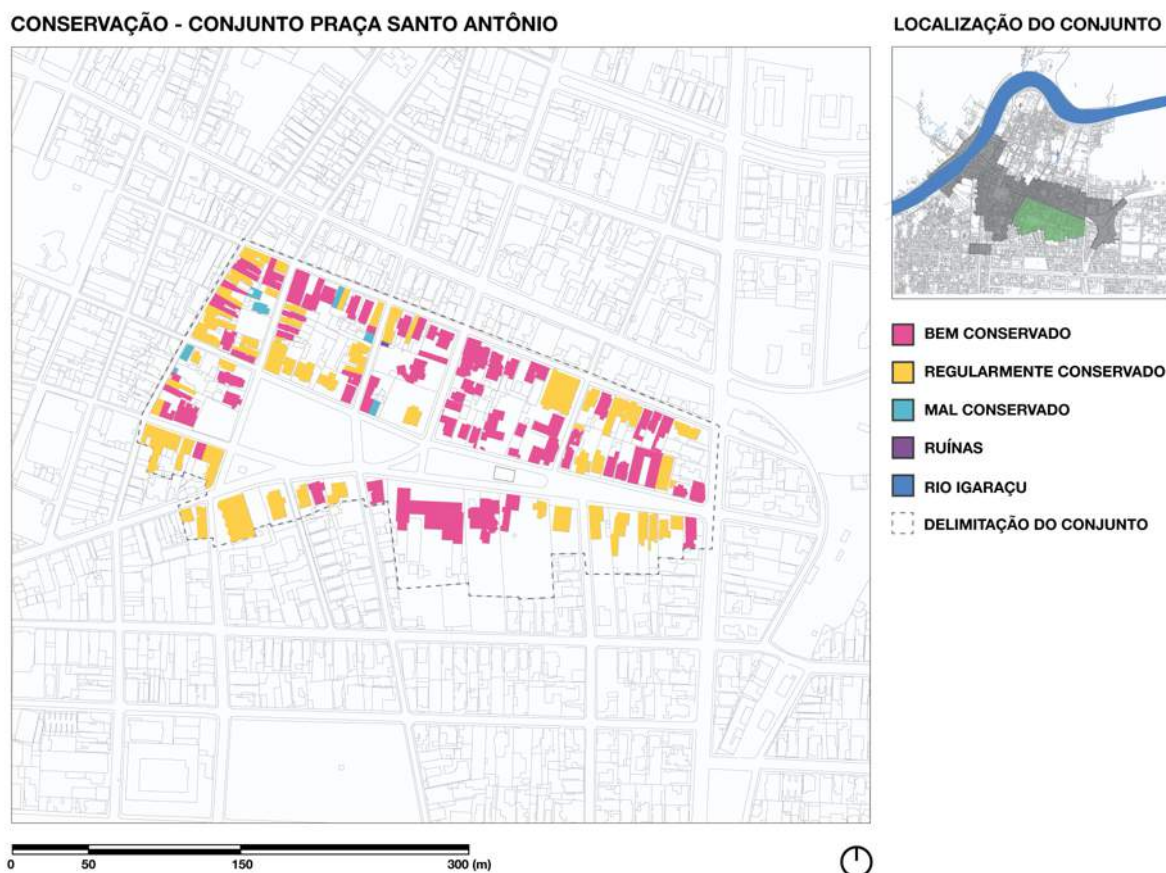 CONSERVAÇÃO - CONJUNTO PRAÇA SANTO ANTÔNIO
LOCALIZAÇÃO DO CONJUNTO
BEM CONSERVADO
REGULARMENTE CONSERVADO
MAL CONSERVADO
RUÍNAS
RIO IGARAÇU
DELIMITAÇÃO DO CONJUNTO
0 50 150 300 (m)